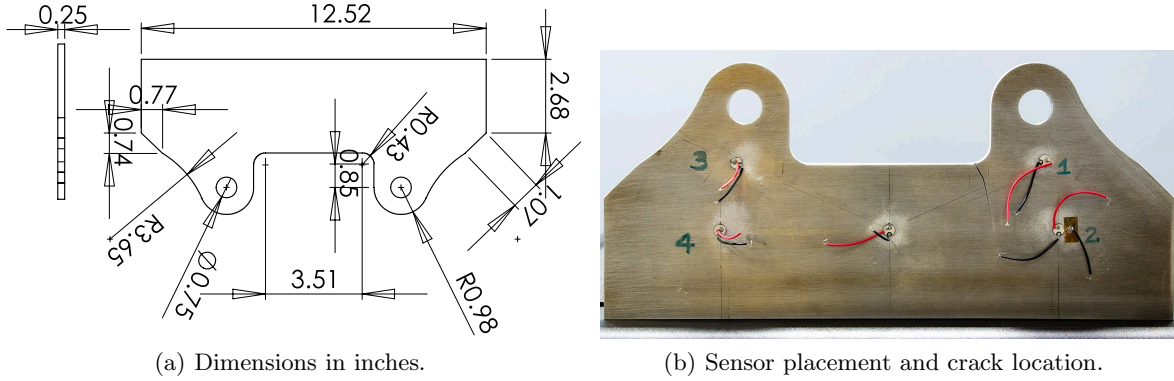 0.25
12.52
2.68
0.77
0.74
R0.43
0.85
1.07
R3.65
Ø0.75
3.51
R0.98
3
1
4
2
(a) Dimensions in inches.
(b) Sensor placement and crack location.